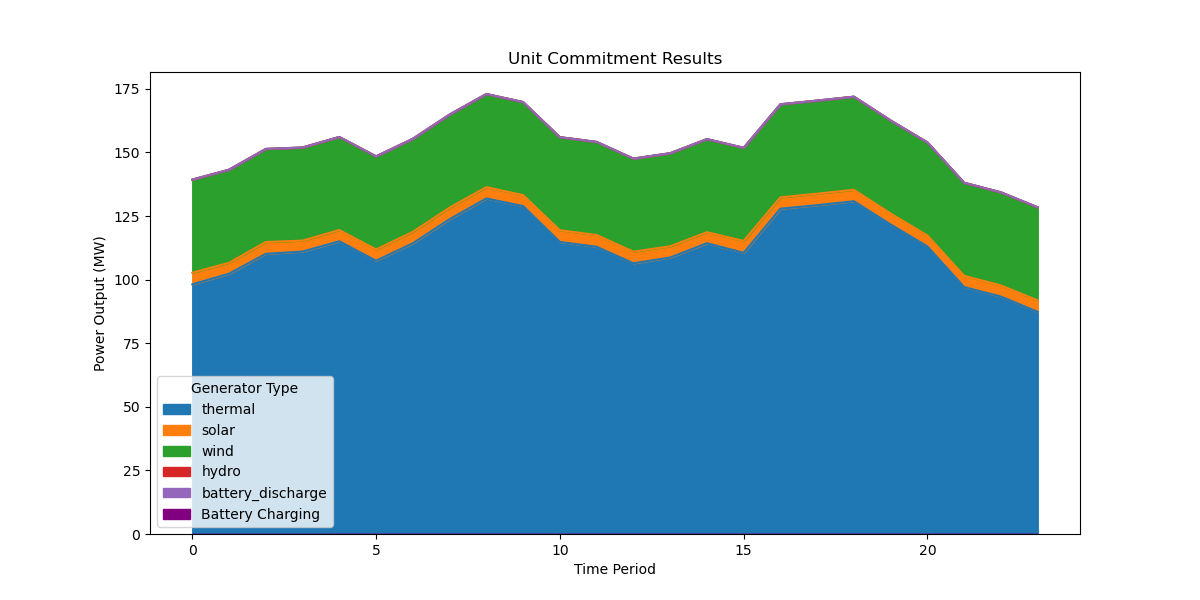 Unit Commitment Results
Power Output (MW)
175
150
125
100
75
50
25
0
Generator Type
thermal
solar
wind
hydro
battery_discharge
Battery Charging
0 5 10 15 20
Time Period